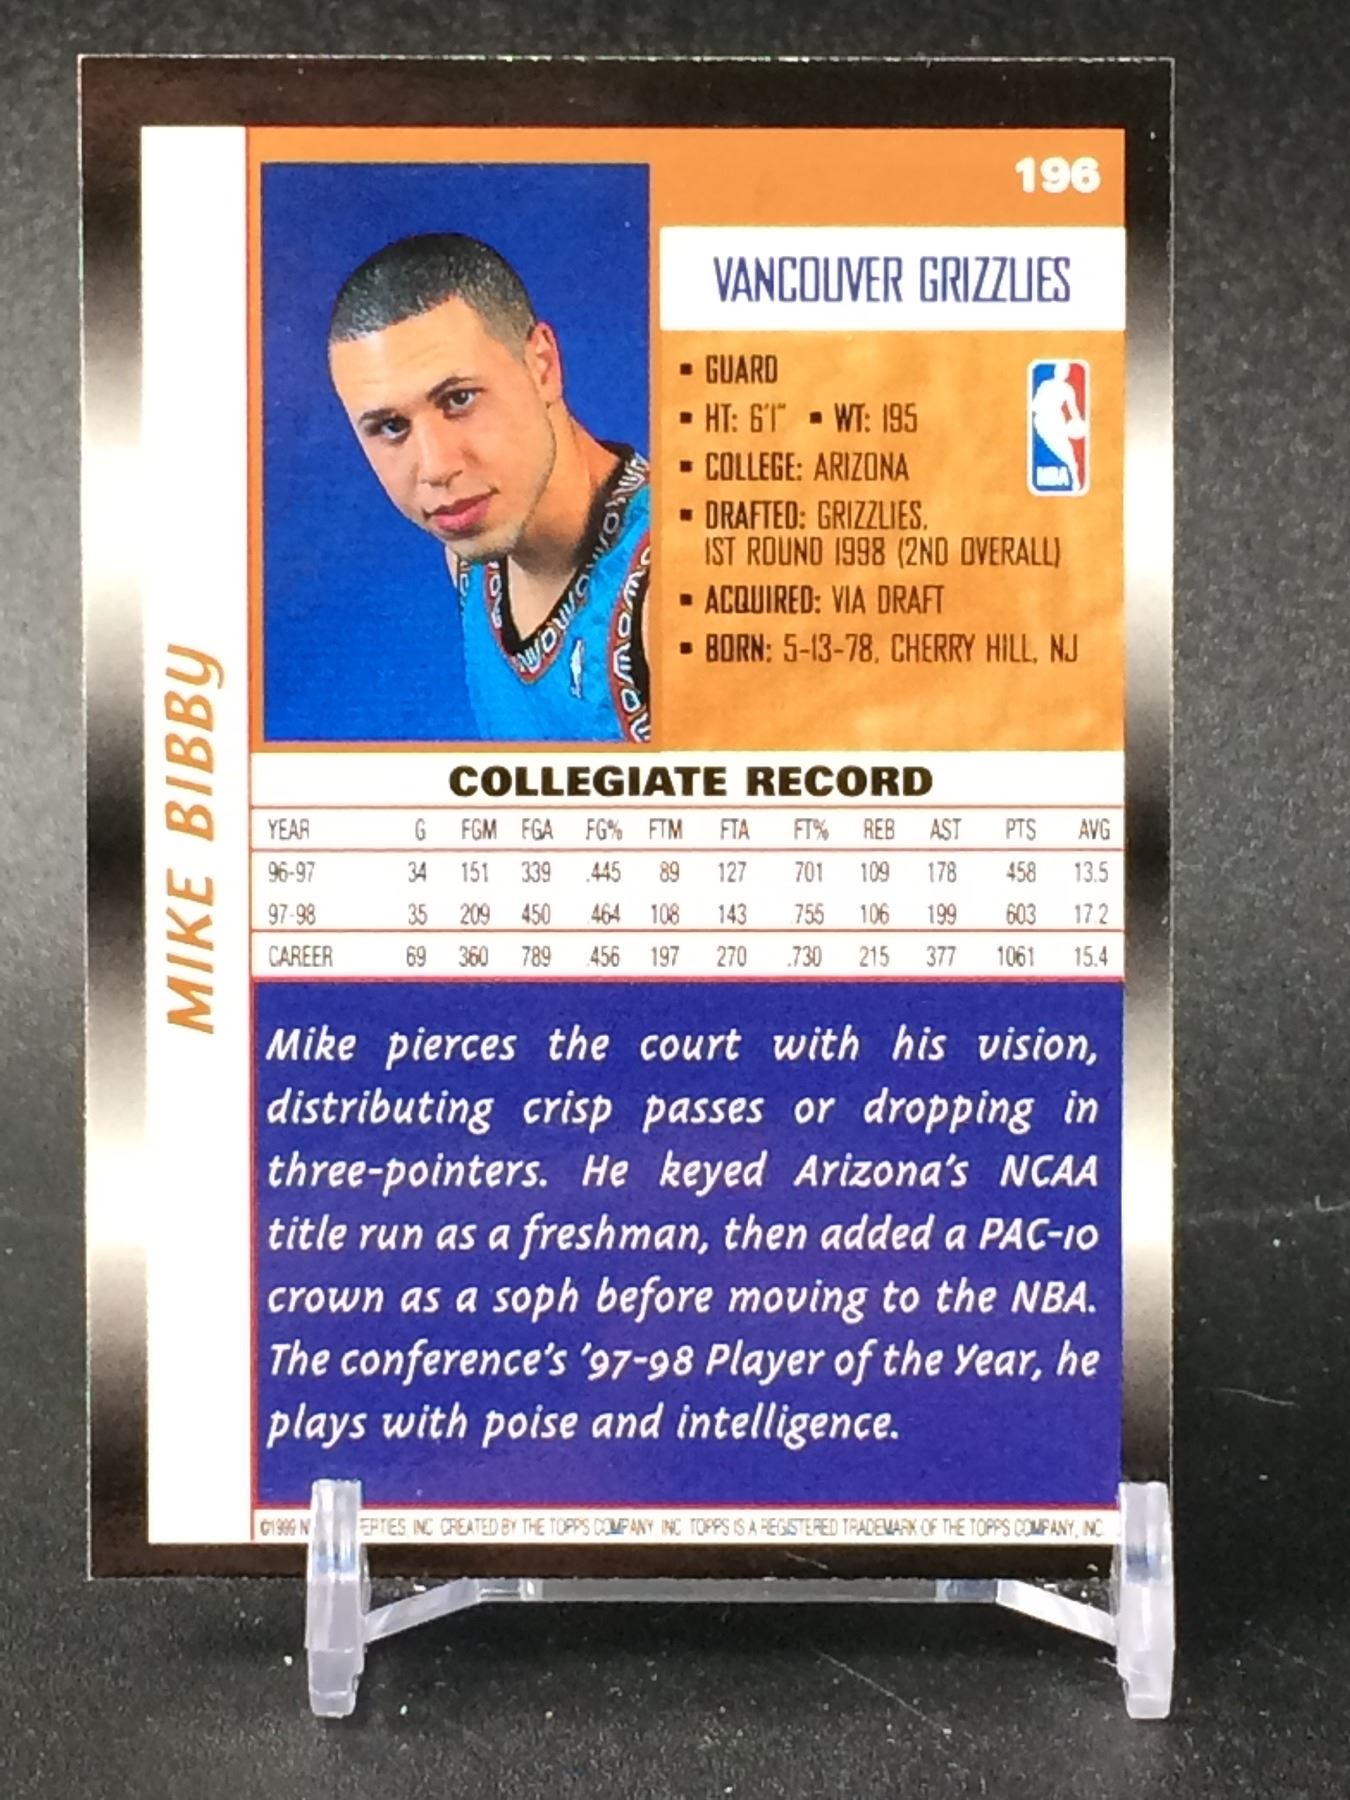 196
VANCOUVER GRIZZLIES
▪ GUARD
▪ HT: 6'1" ▪ WT: 195
▪ COLLEGE: ARIZONA
▪ DRAFTED: GRIZZLIES,
1ST ROUND 1998 (2ND OVERALL)
▪ ACQUIRED: VIA DRAFT
▪ BORN: 5-13-78, CHERRY HILL, NJ
NBA
MIKE BIBBY
COLLEGIATE RECORD
YEAR G FGM FGA FG% FTM FTA FT% REB AST PTS AVG
96-97 34 151 339 .445 89 127 .701 109 178 458 13.5
97-98 35 209 450 .464 108 143 .755 106 199 603 17.2
CAREER 69 360 789 .456 197 270 .730 215 377 1061 15.4
Mike pierces the court with his vision,
distributing crisp passes or dropping in
three-pointers. He keyed Arizona's NCAA
title run as a freshman, then added a PAC-10
crown as a soph before moving to the NBA.
The conference's '97-98 Player of the Year, he
plays with poise and intelligence.
©1999 INC. CREATED BY THE TOPPS COMPANY, INC. TOPPS IS A REGISTERED TRADEMARK OF THE TOPPS COMPANY, INC.